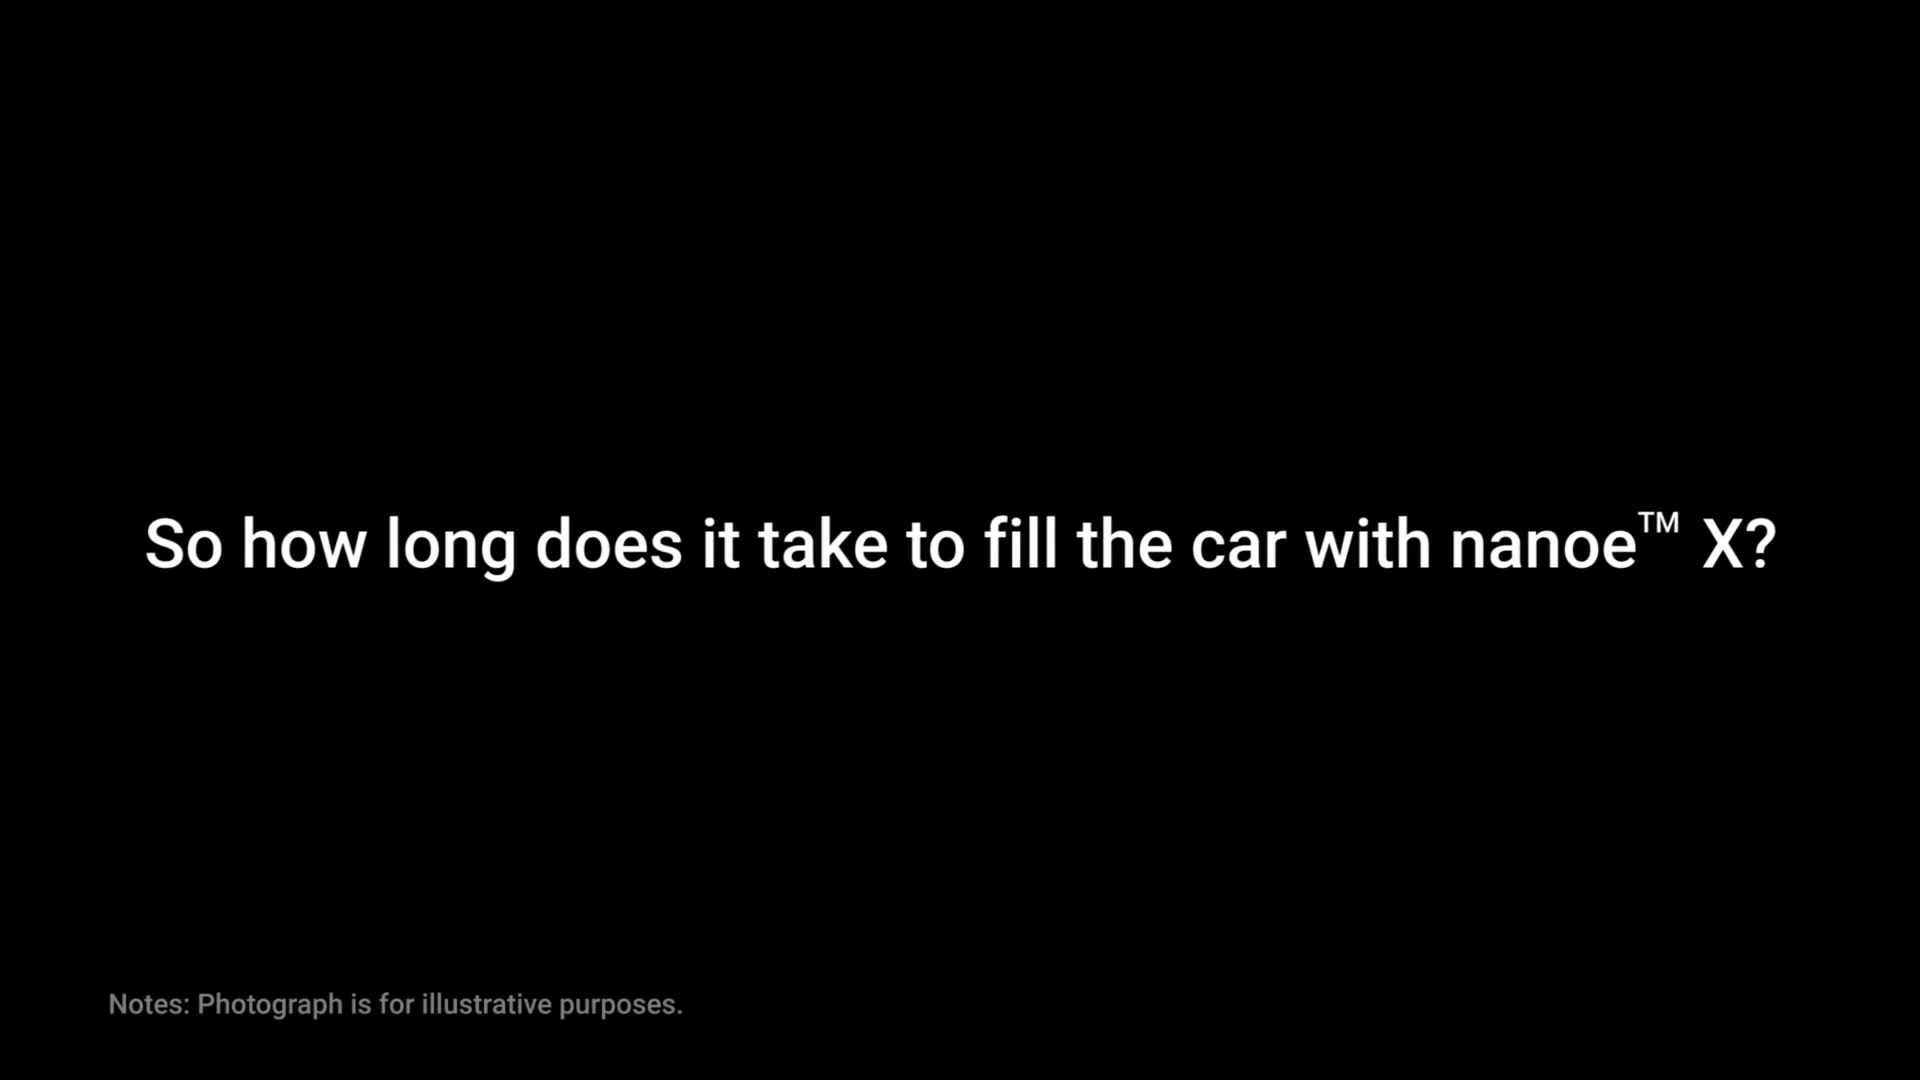 So how long does it take to fill the car with nanoe™ X?
Notes: Photograph is for illustrative purposes.